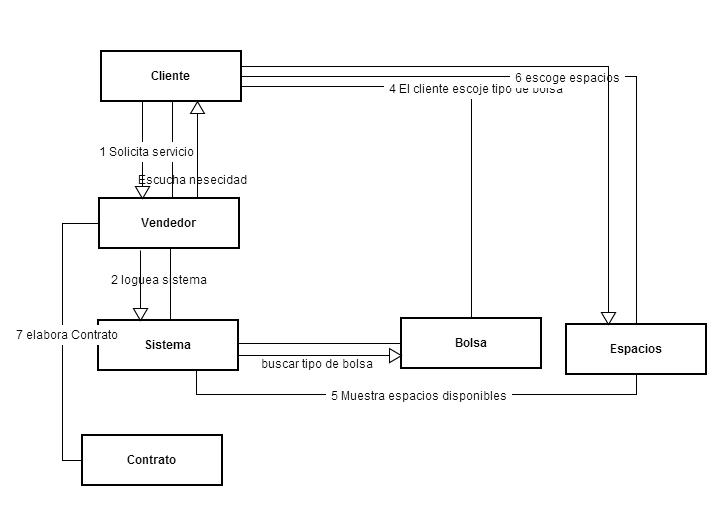 Cliente
6 escoge espacios
4 El cliente escoje tipo de bolsa
1 Solicita servicio
Escucha nesecidad
Vendedor
2 loguea sistema
7 elabora Contrato
Sistema
Bolsa
Espacios
buscar tipo de bolsa
5 Muestra espacios disponibles
Contrato